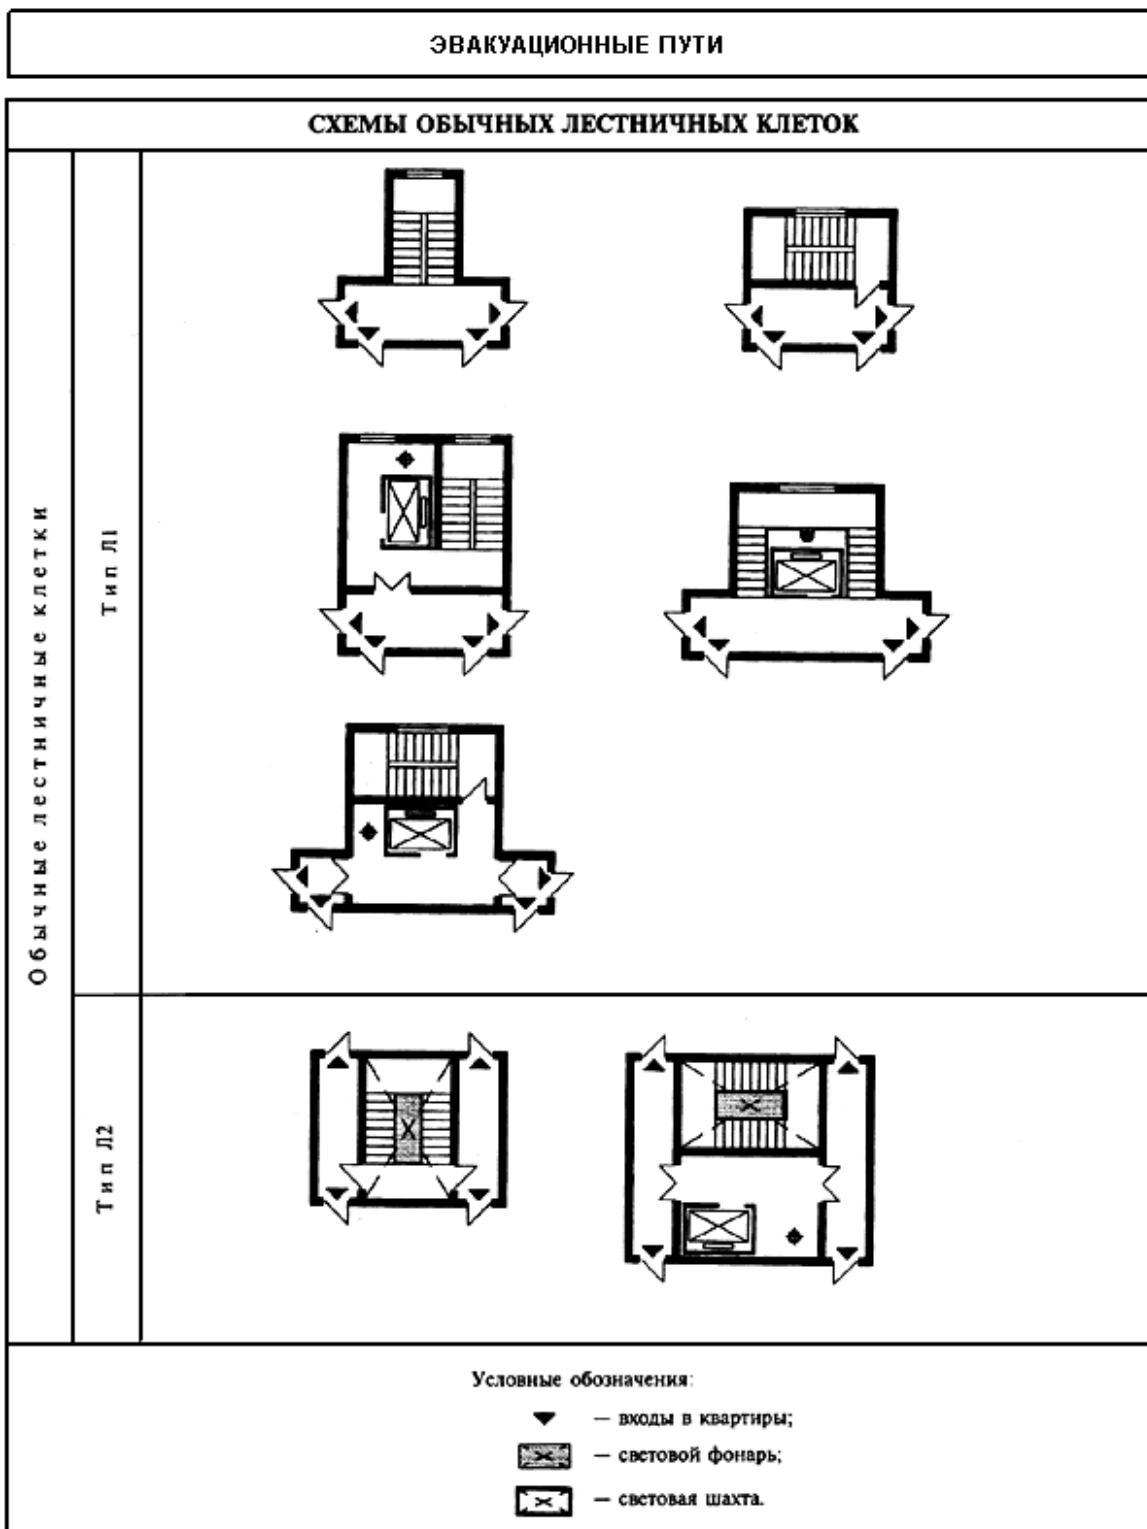 ЭВАКУАЦИОННЫЕ ПУТИ
СХЕМЫ ОБЫЧНЫХ ЛЕСТНИЧНЫХ КЛЕТОК
Обычные лестничные клетки
Тип Л1
Тип Л2
Условные обозначения:
— входы в квартиры;
— световой фонарь;
— световая шахта.